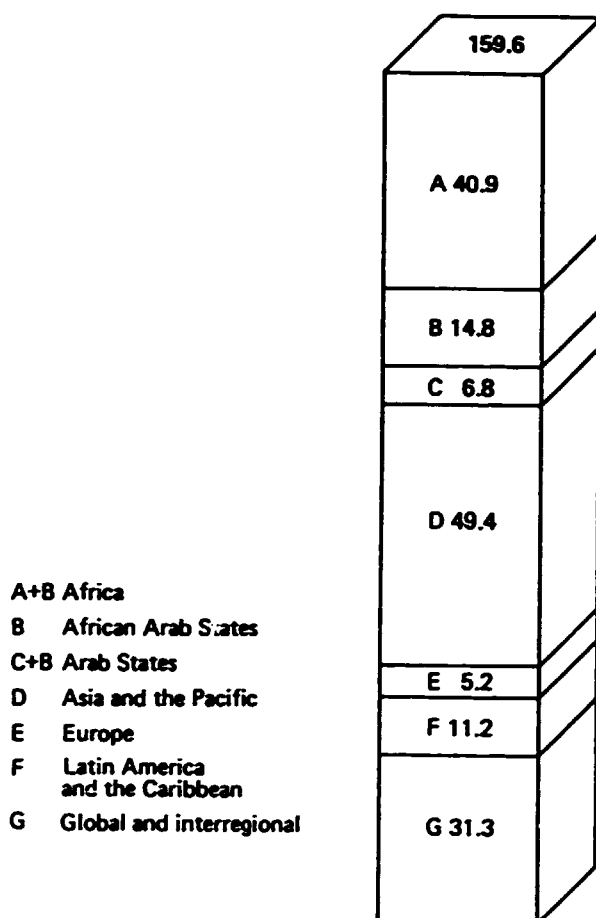 159.6
A 40.9
B 14.8
C 6.8
D 49.4
E 5.2
F 11.2
G 31.3
A+B Africa
B African Arab States
C+B Arab States
D Asia and the Pacific
E Europe
F Latin America
and the Caribbean
G Global and interregional